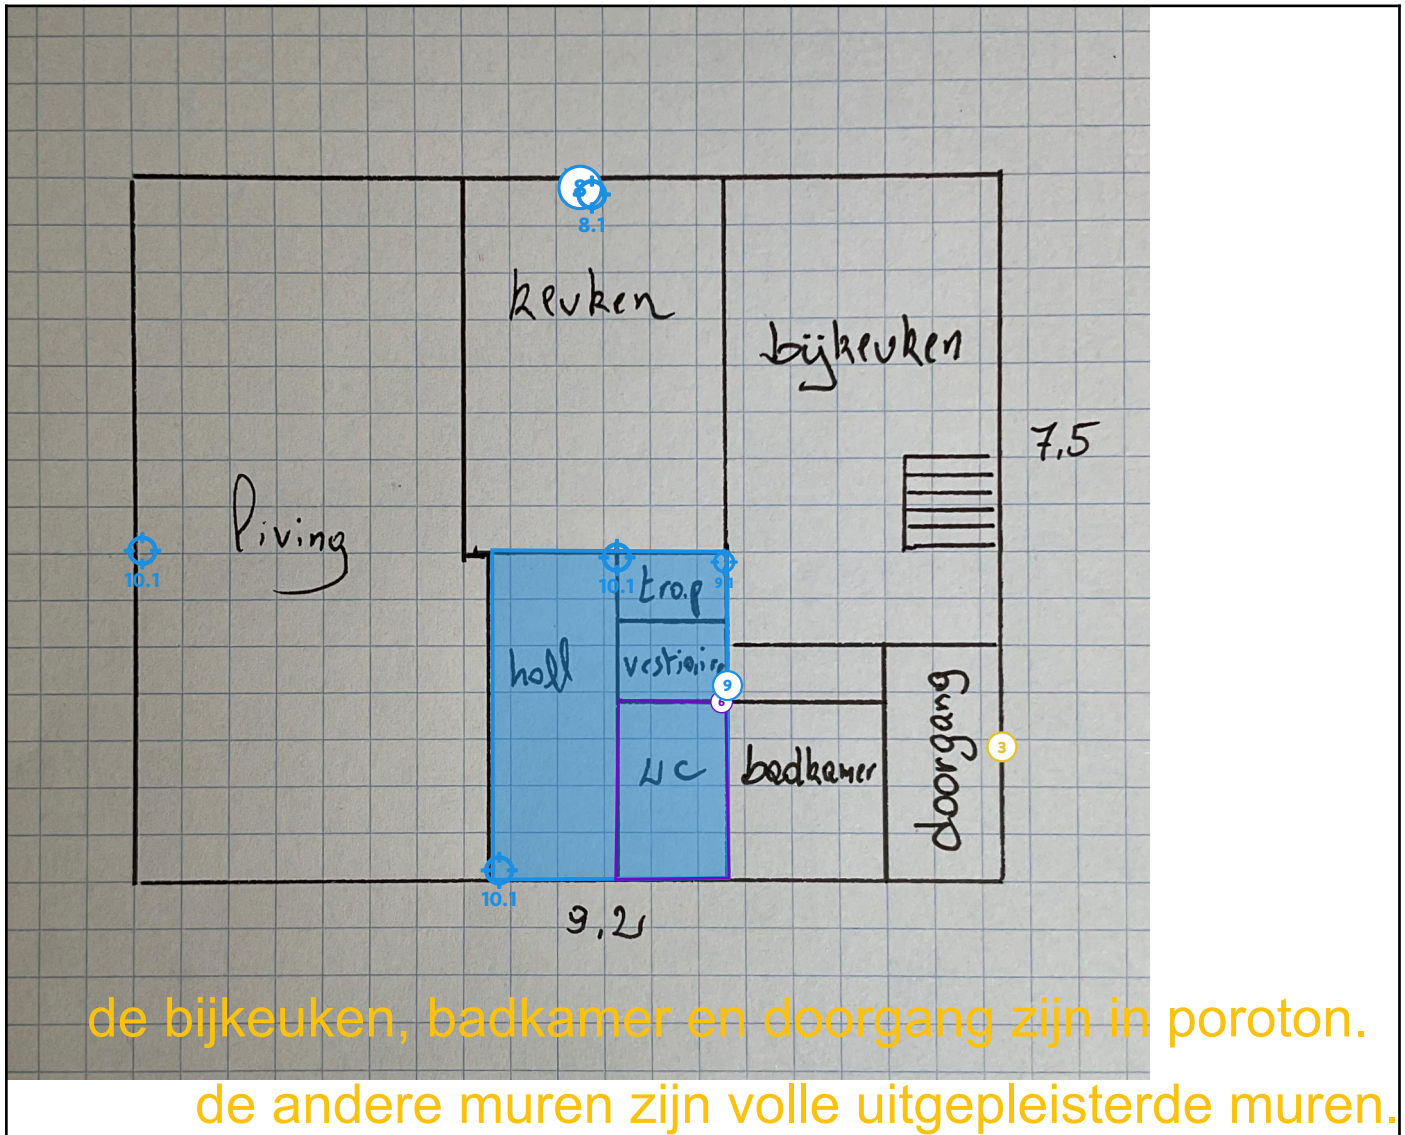 8.1
keuken
bijkeuken
7,5
living
10.1
10.1
trap
hall
vestiaire
9
6
WC
badkamer
doorgang
3
10.1
9,2
de bijkeuken, badkamer en doorgang zijn in poroton.
de andere muren zijn volle uitgepleisterde muren.